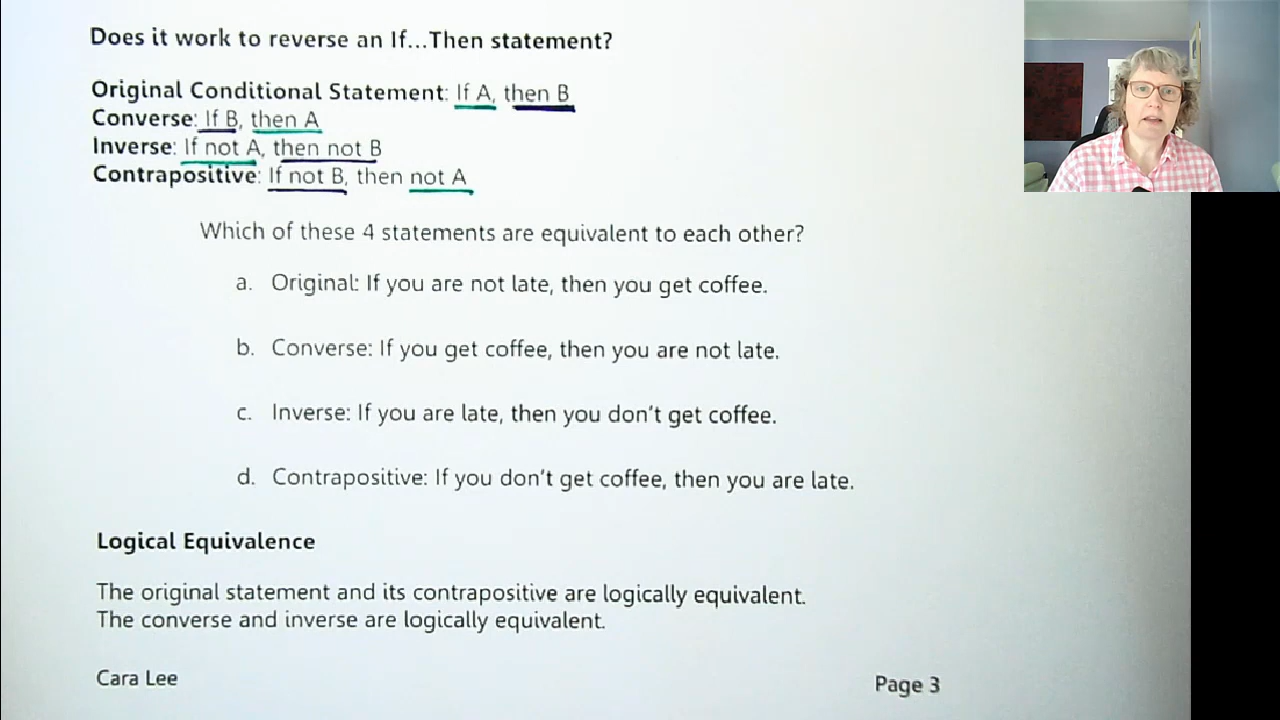 Does it work to reverse an If...Then statement?
Original Conditional Statement: If A, then B
Converse: If B, then A
Inverse: If not A, then not B
Contrapositive: If not B, then not A
Which of these 4 statements are equivalent to each other?
a. Original: If you are not late, then you get coffee.
b. Converse: If you get coffee, then you are not late.
c. Inverse: If you are late, then you don't get coffee.
d. Contrapositive: If you don't get coffee, then you are late.
Logical Equivalence
The original statement and its contrapositive are logically equivalent.
The converse and inverse are logically equivalent.
Cara Lee
Page 3